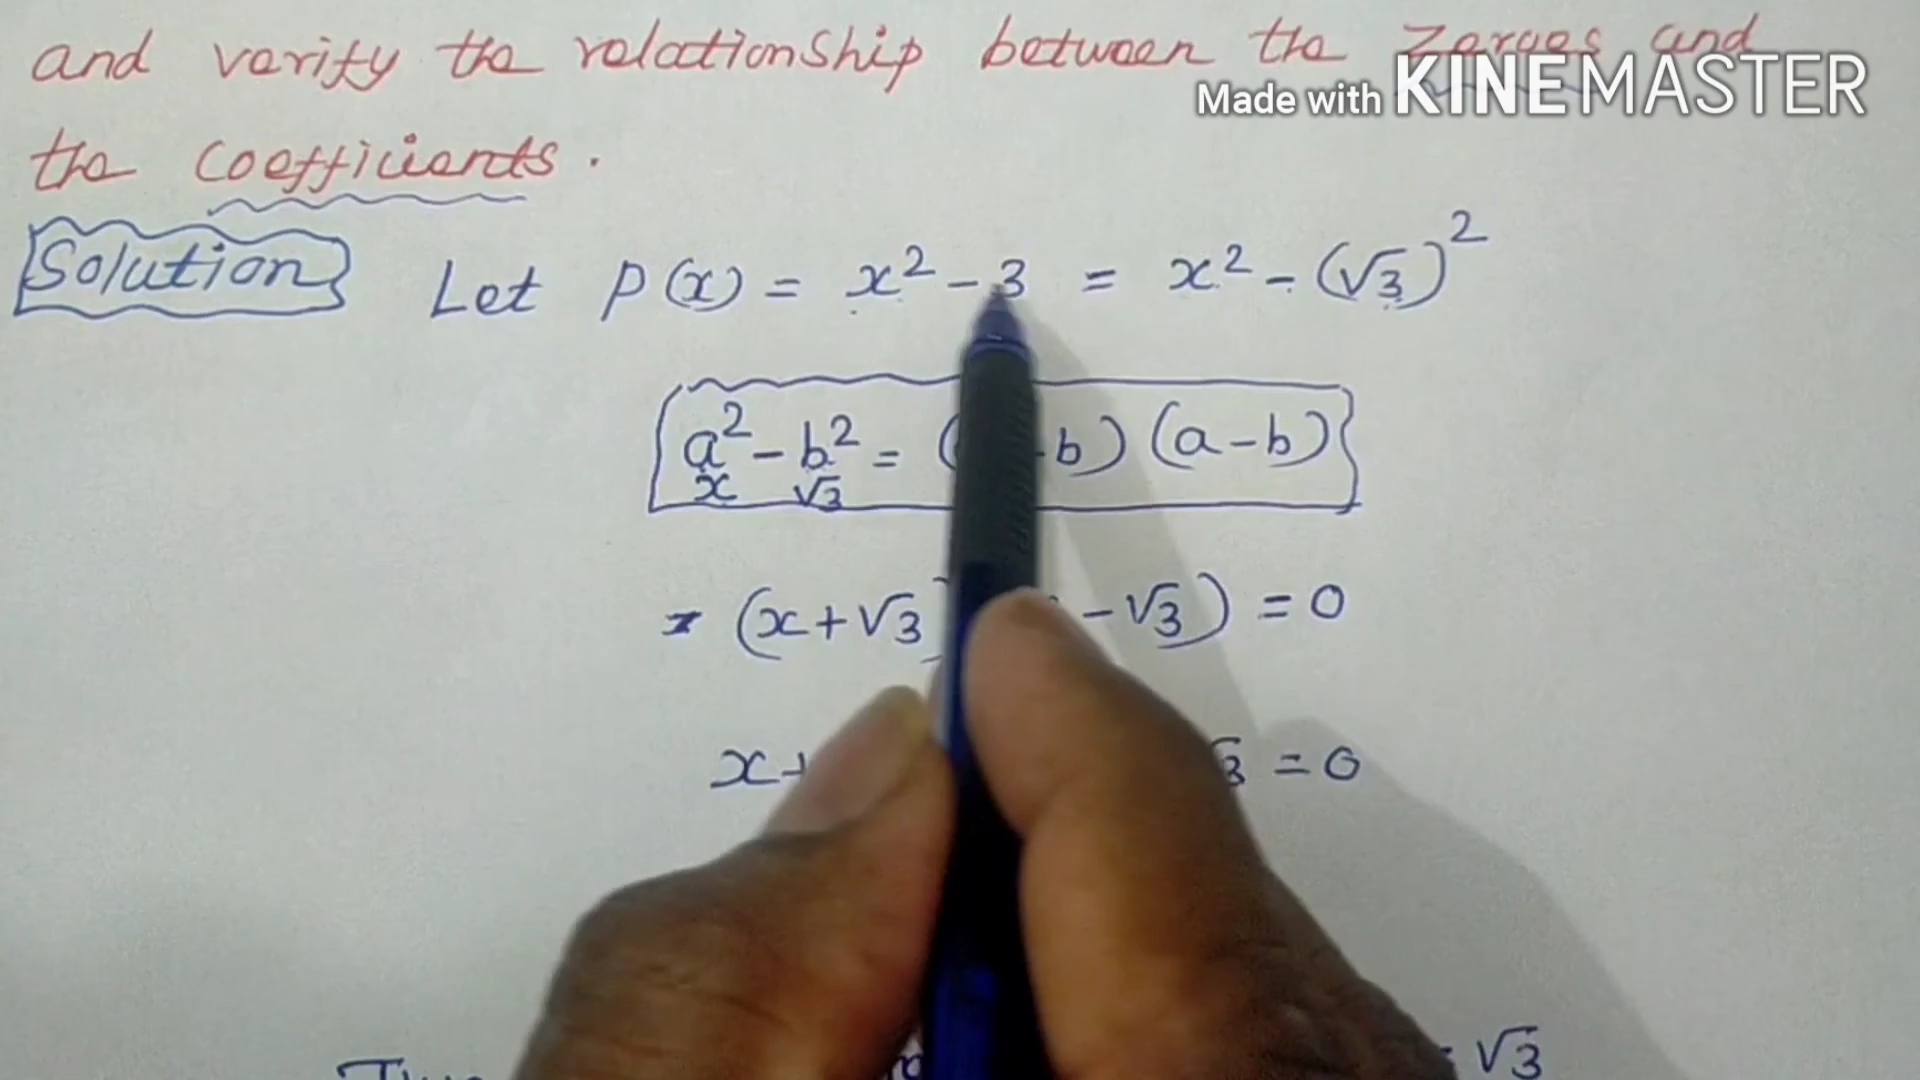 and verify the relationship between the Zeroes and
Made with KINEMASTER
the Coefficients.
Solution Let P(x) = x² - 3 = x² - (√3)²
a² - b² = ( b) (a - b)
x √3
= (x + √3) - √3) = 0
x+ √3 = 0
= √3